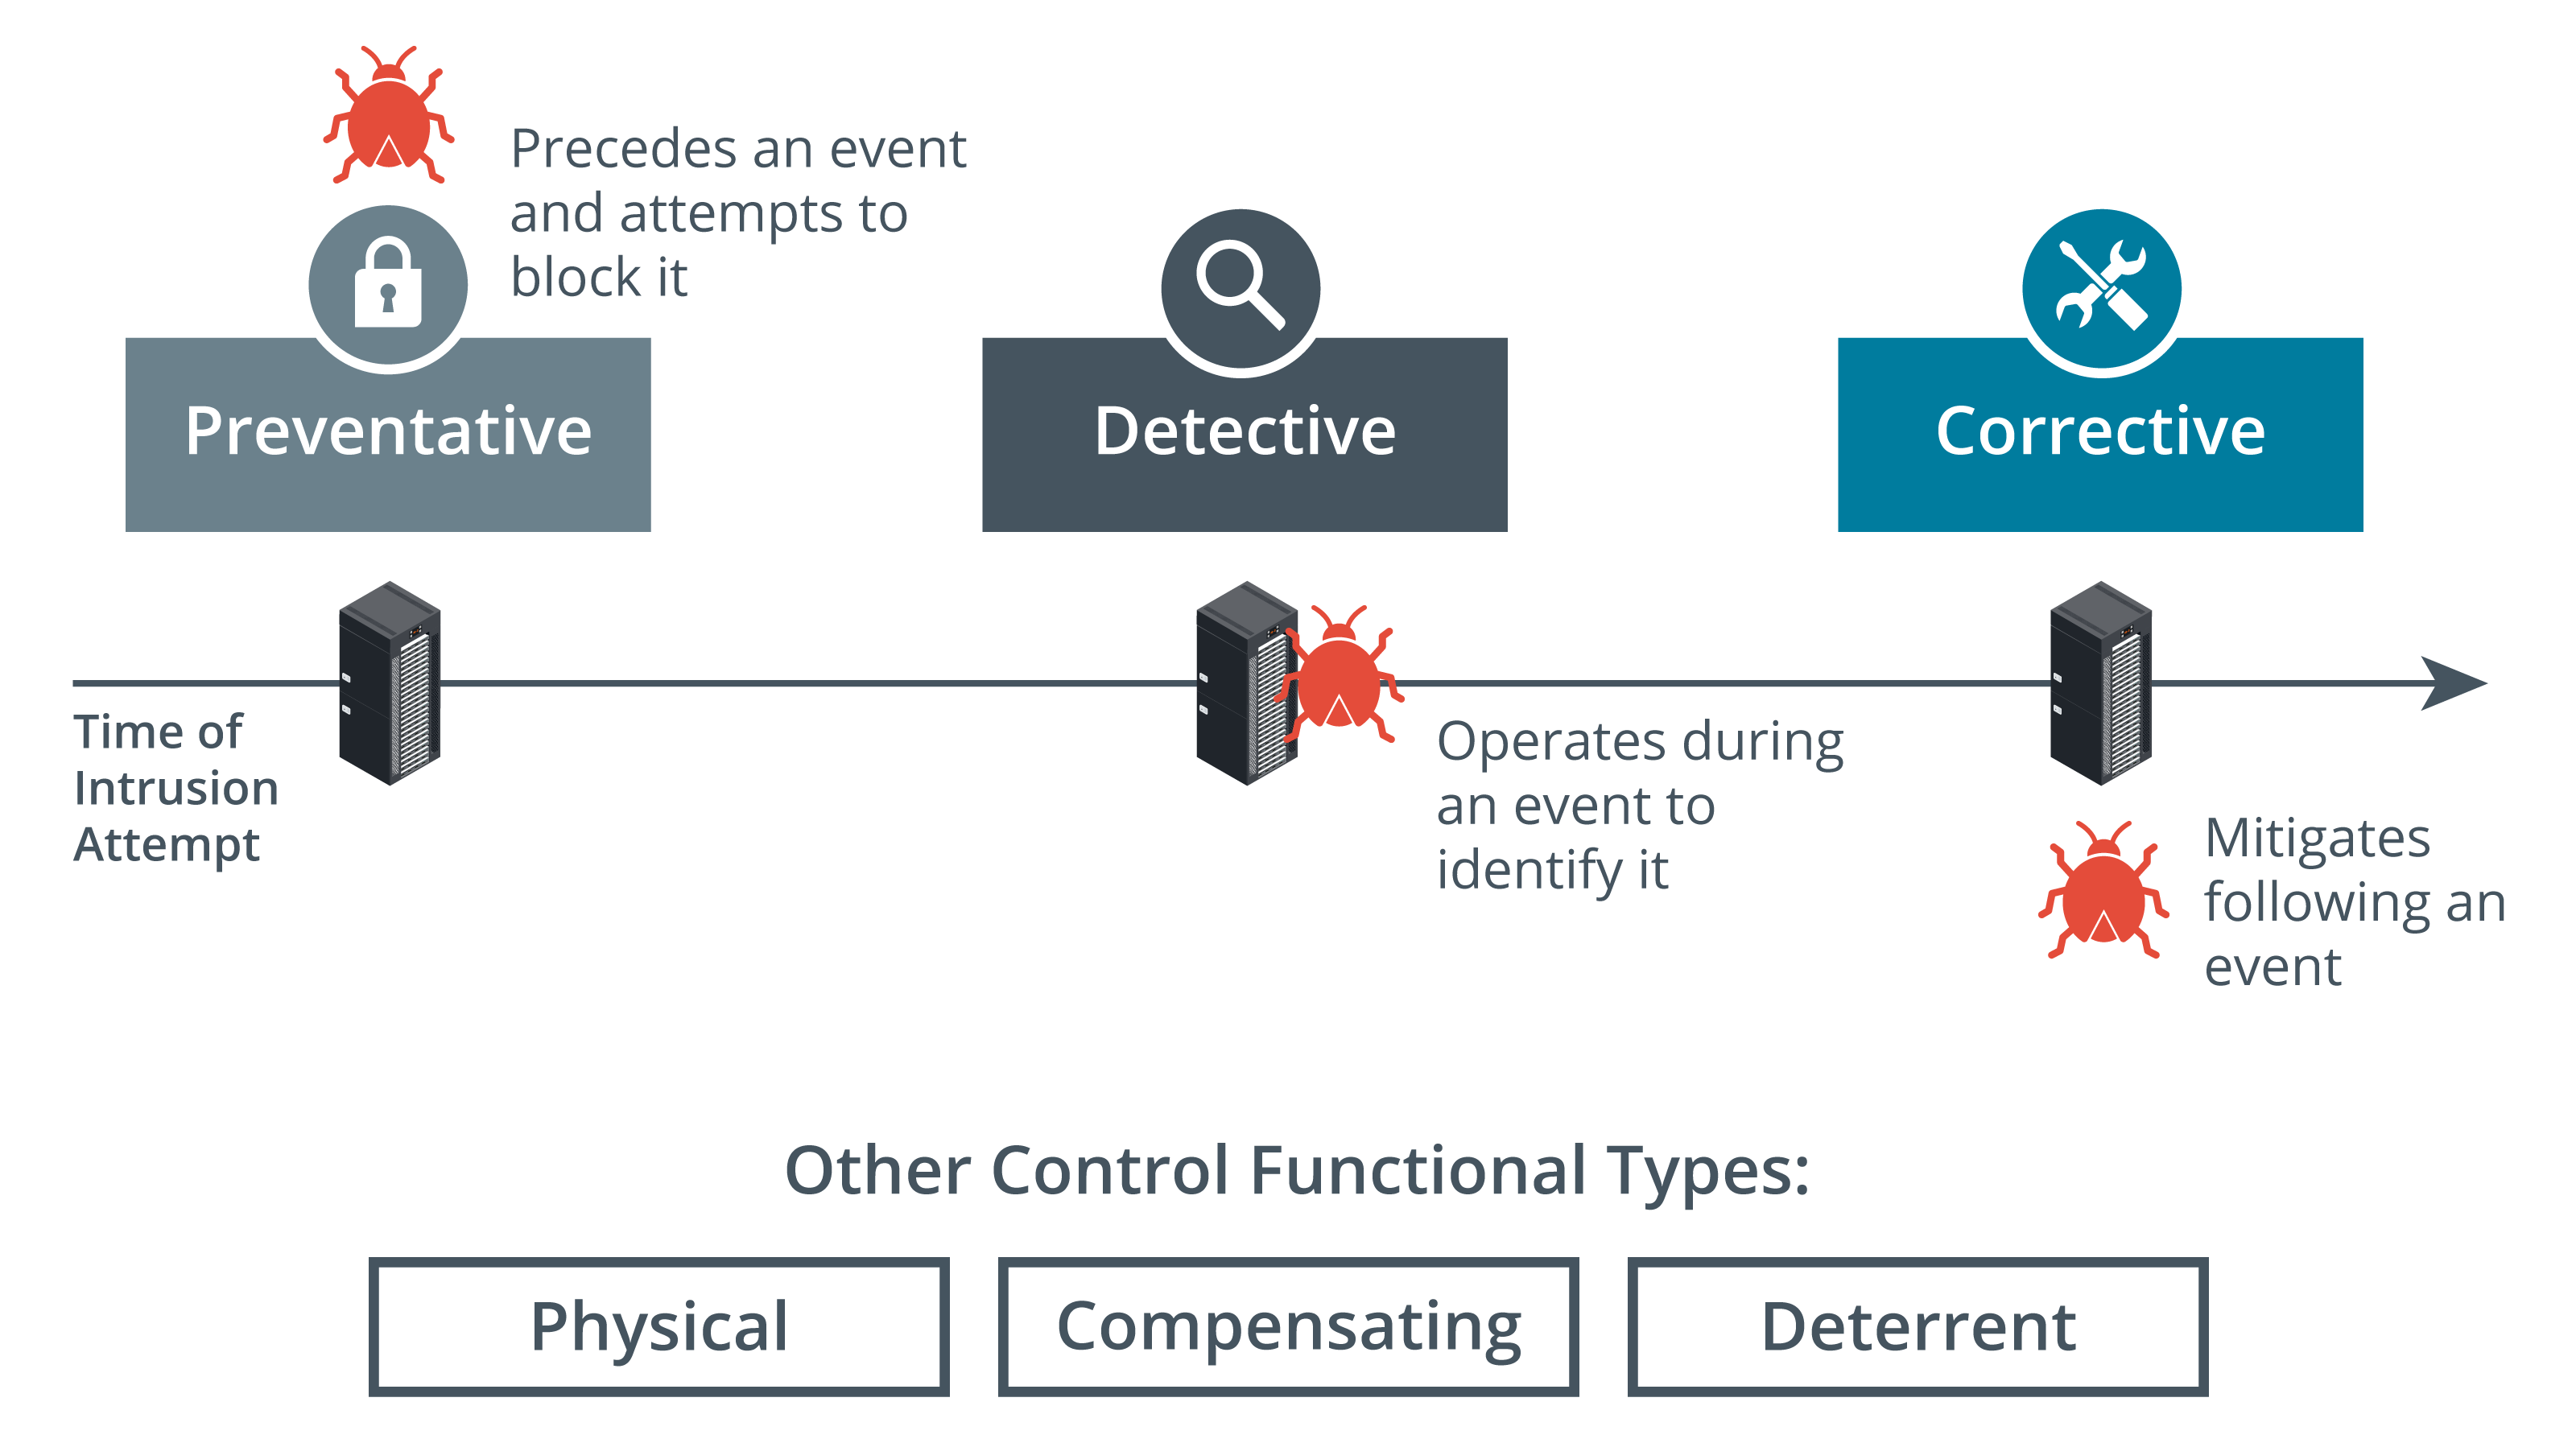 Precedes an event
and attempts to
block it
Preventative
Detective
Corrective
Time of
Intrusion
Attempt
Operates during
an event to
identify it
Mitigates
following an
event
Other Control Functional Types:
Physical
Compensating
Deterrent